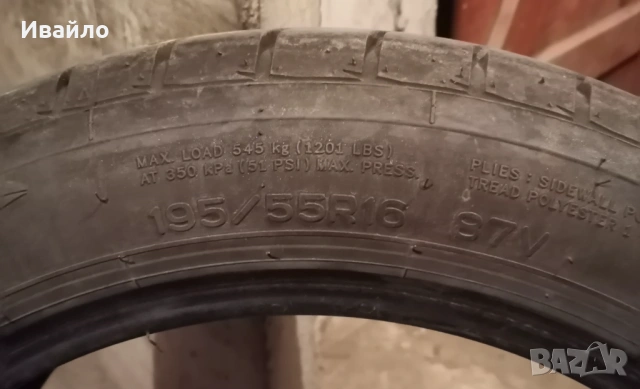 Ивайло
MAX. LOAD 545 kg (1201 LBS)
AT 350 KPa (51 PSI) MAX. PRESS.
PLIES : SIDEWALL
TREAD POLYESTER
195/55R16 87V
BAZAR